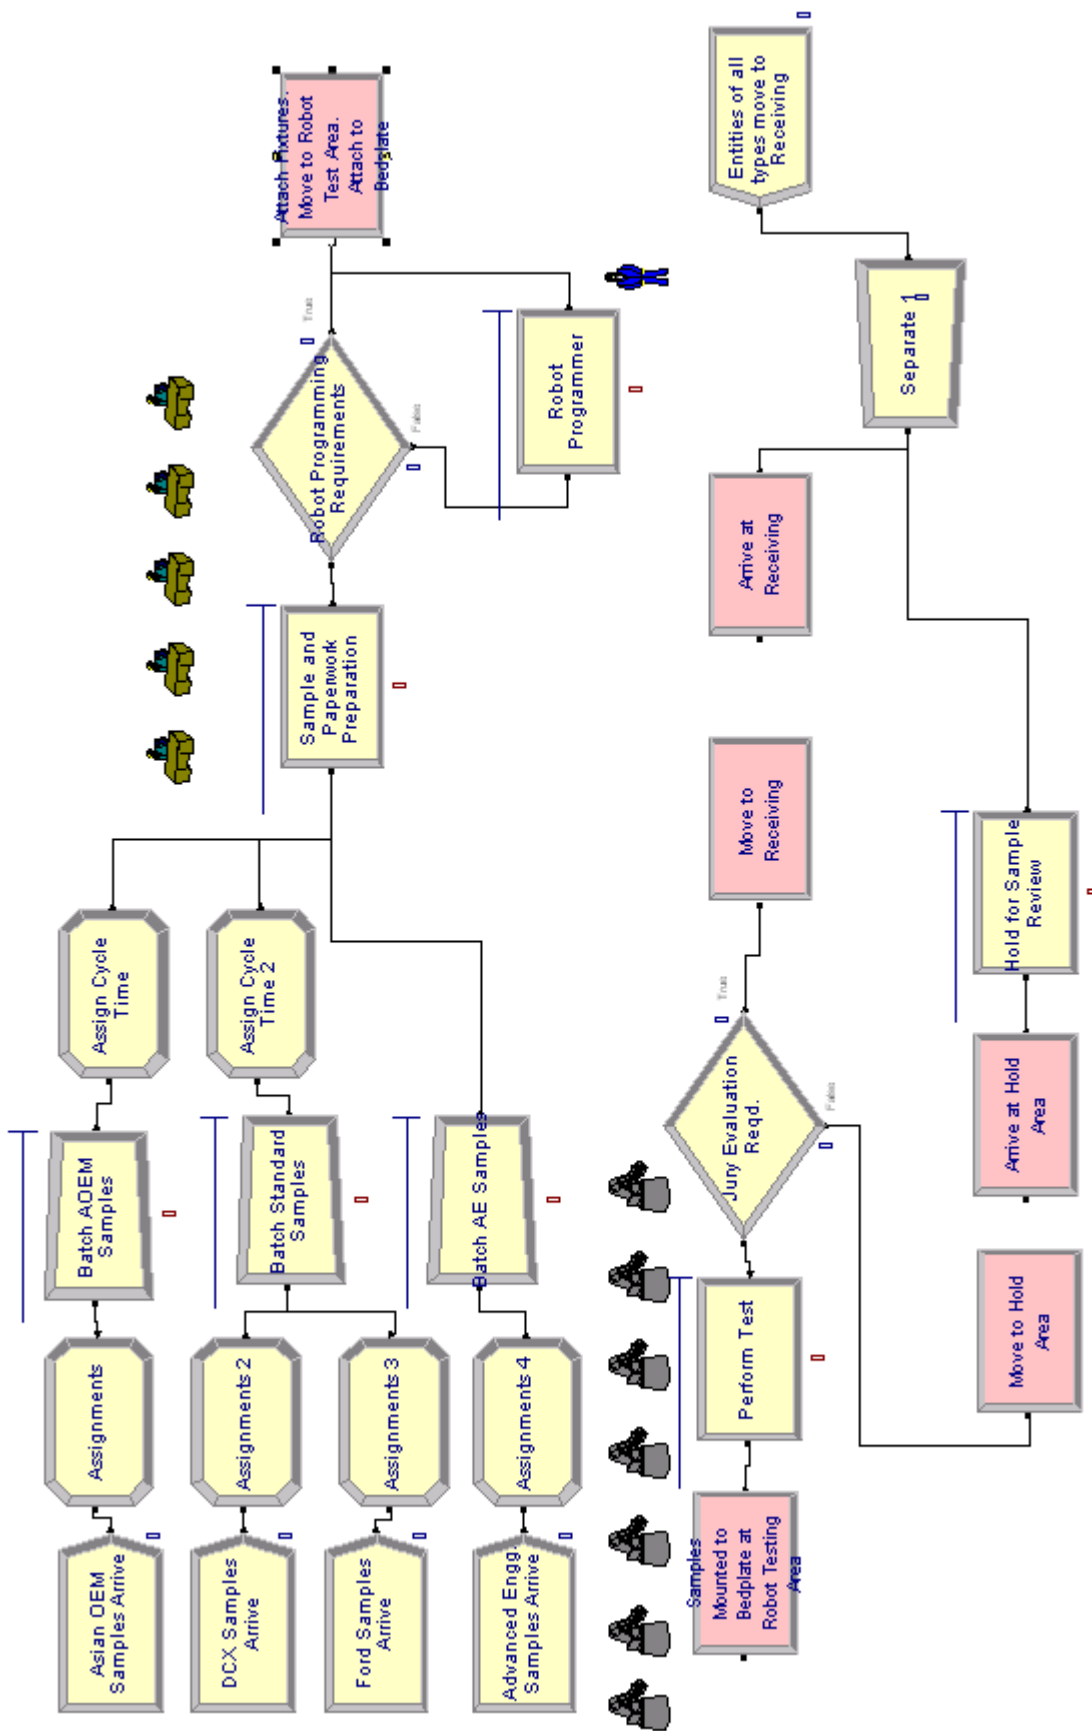 Asian OEM
Samples Arrive
Assignments
Batch AOEM
Samples
Assign Cycle
Time
DCX Samples
Arrive
Assignments 2
Batch Standard
Samples
Assign Cycle
Time 2
Ford Samples
Arrive
Assignments 3
Advanced Engg.
Samples Arrive
Assignments 4
Batch AE Samples
Sample and
Paperwork
Preparation
Robot Programming
Requirements
True
False
Robot
Programmer
Attach Fixtures.
Move to Robot
Test Area.
Attach to
Bedplate
Samples
Mounted to
Bedplate at
Robot Testing
Area
Perform Test
Jury Evaluation
Reqd.
True
False
Move to
Receiving
Arrive at
Receiving
Separate 1
Entities of all
types move to
Receiving
Move to Hold
Area
Arrive at Hold
Area
Hold for Sample
Review